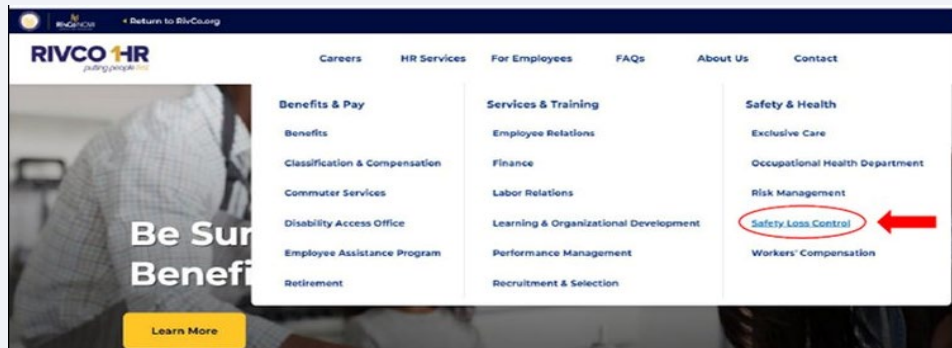 RivCoNOW
Return to RivCo.org
RIVCO 1HR
putting people first
Careers HR Services For Employees FAQs About Us Contact
Benefits & Pay
Benefits
Classification & Compensation
Commuter Services
Disability Access Office
Employee Assistance Program
Retirement
Services & Training
Employee Relations
Finance
Labor Relations
Learning & Organizational Development
Performance Management
Recruitment & Selection
Safety & Health
Exclusive Care
Occupational Health Department
Risk Management
Safety Loss Control
Workers' Compensation
Be Sur
Benefi
Learn More